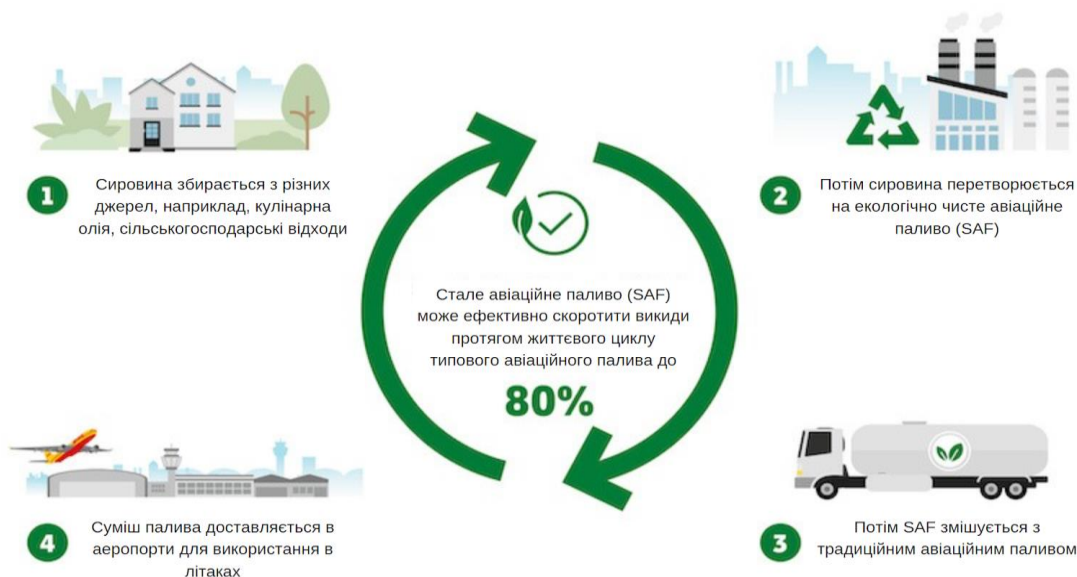 1
Сировина збирається з різних
джерел, наприклад, кулінарна
олія, сільськогосподарські відходи
2
Потім сировина перетворюється
на екологічно чисте авіаційне
паливо (SAF)
Стале авіаційне паливо (SAF)
може ефективно скоротити викиди
протягом життєвого циклу
типового авіаційного палива до
80%
3
Потім SAF змішується з
традиційним авіаційним паливом
4
Суміш палива доставляється в
аеропорти для використання в
літаках